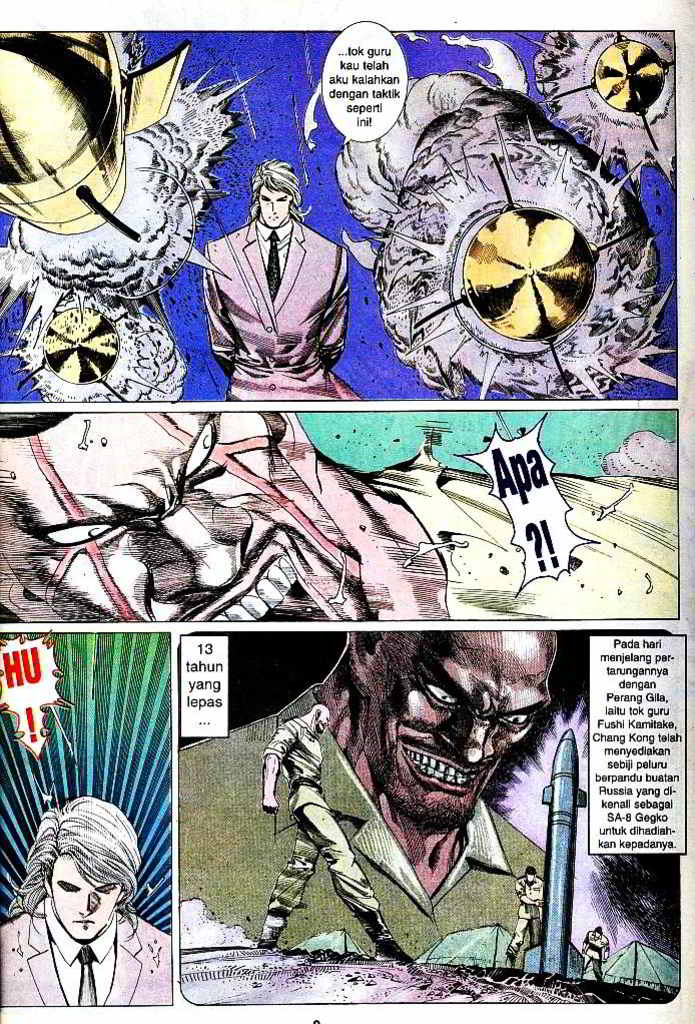 ...tok guru
kau telah
aku kalahkan
dengan taktik
seperti
ini!
Apa
?!
HU
!
13
tahun
yang
lepas
...
Pada hari
menjelang per-
tarungannya
dengan
Perang Gila,
iaitu tok guru
Fushi Kamitake,
Chang Kong telah
menyediakan
sebiji peluru
berpandu buatan
Russia yang di-
kenali sebagai
SA-8 Gegko
untuk dihadiah-
kan kepadanya.